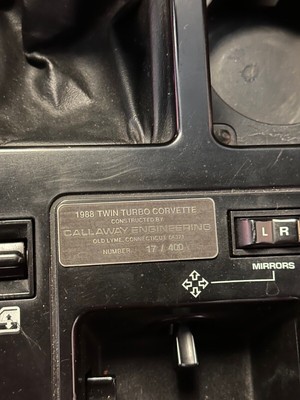 1988 TWIN TURBO CORVETTE
CONSTRUCTED BY
CALLAWAY ENGINEERING
OLD LYME, CONNECTICUT
NUMBER 17 / 400
L R
MIRRORS